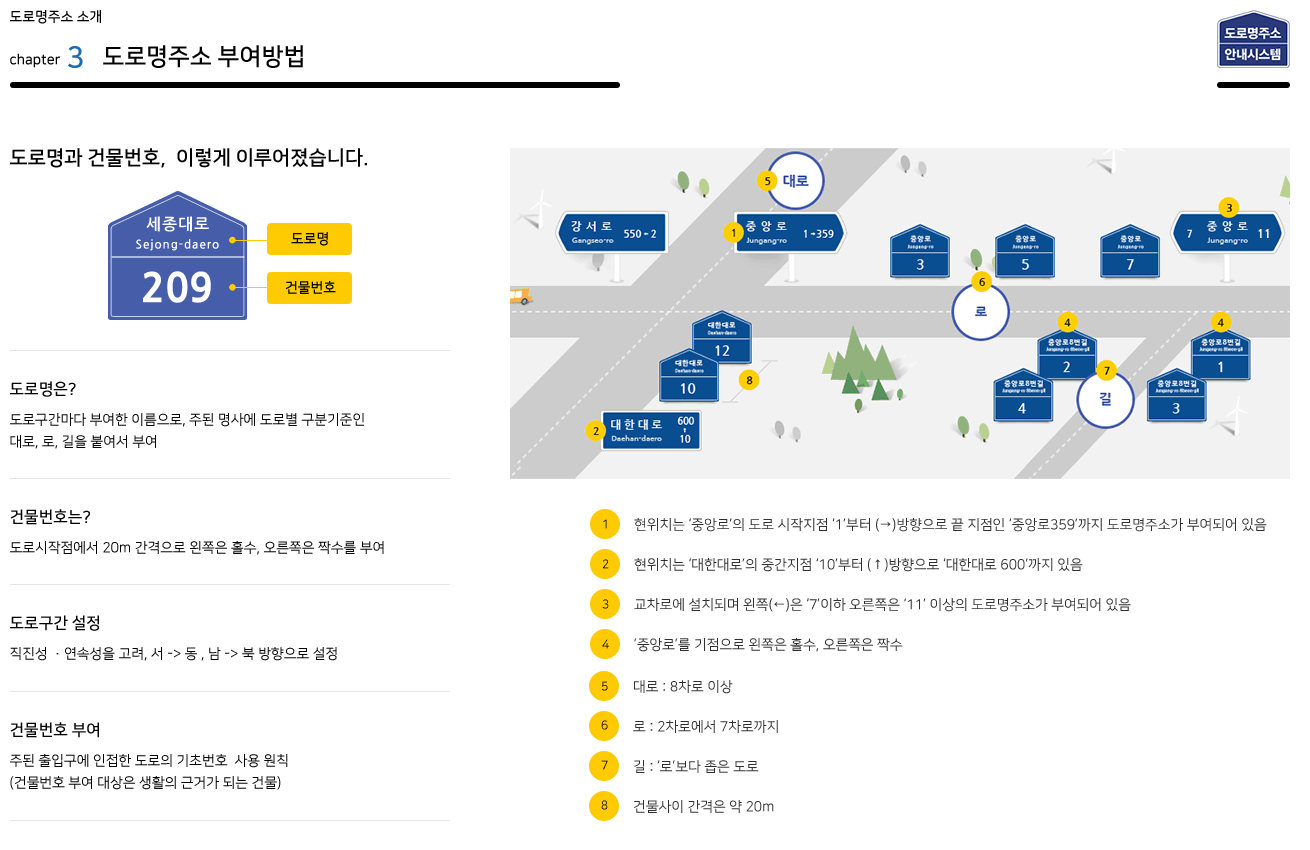 도로명주소 소개
chapter 3 도로명주소 부여방법
도로명주소
안내시스템
도로명과 건물번호, 이렇게 이루어졌습니다.
세종대로
Sejong-daero
209
도로명
건물번호
도로명은?
도로구간마다 부여한 이름으로, 주된 명사에 도로별 구분기준인
대로, 로, 길을 붙여서 부여
건물번호는?
도로시작점에서 20m 간격으로 왼쪽은 홀수, 오른쪽은 짝수를 부여
도로구간 설정
직진성 · 연속성을 고려, 서 -> 동 , 남 -> 북 방향으로 설정
건물번호 부여
주된 출입구에 인접한 도로의 기초번호 사용 원칙
(건물번호 부여 대상은 생활의 근거가 되는 건물)
5 대로
강서로 550←2
Gangseo-ro
1 중앙로 1→359
Jungang-ro
중앙로
Jungang-ro
3
중앙로
Jungang-ro
5
중앙로
Jungang-ro
7
3
7 중앙로 11
Jungang-ro
6
로
대한대로
Daehan-daero
12
대한대로
Daehan-daero
10
8
2 대한대로 600
↑
Daehan-daero 10
4
중앙로8번길
Jungang-ro 8beon-gil
2
중앙로8번길
Jungang-ro 8beon-gil
4
7
길
4
중앙로8번길
Jungang-ro 8beon-gil
1
중앙로8번길
Jungang-ro 8beon-gil
3
1 현위치는 '중앙로'의 도로 시작지점 '1'부터 (→)방향으로 끝 지점인 '중앙로359'까지 도로명주소가 부여되어 있음
2 현위치는 '대한대로'의 중간지점 '10'부터 (↑)방향으로 '대한대로 600'까지 있음
3 교차로에 설치되며 왼쪽(←)은 '7'이하 오른쪽은 '11' 이상의 도로명주소가 부여되어 있음
4 '중앙로'를 기점으로 왼쪽은 홀수, 오른쪽은 짝수
5 대로 : 8차로 이상
6 로 : 2차로에서 7차로까지
7 길 : '로'보다 좁은 도로
8 건물사이 간격은 약 20m